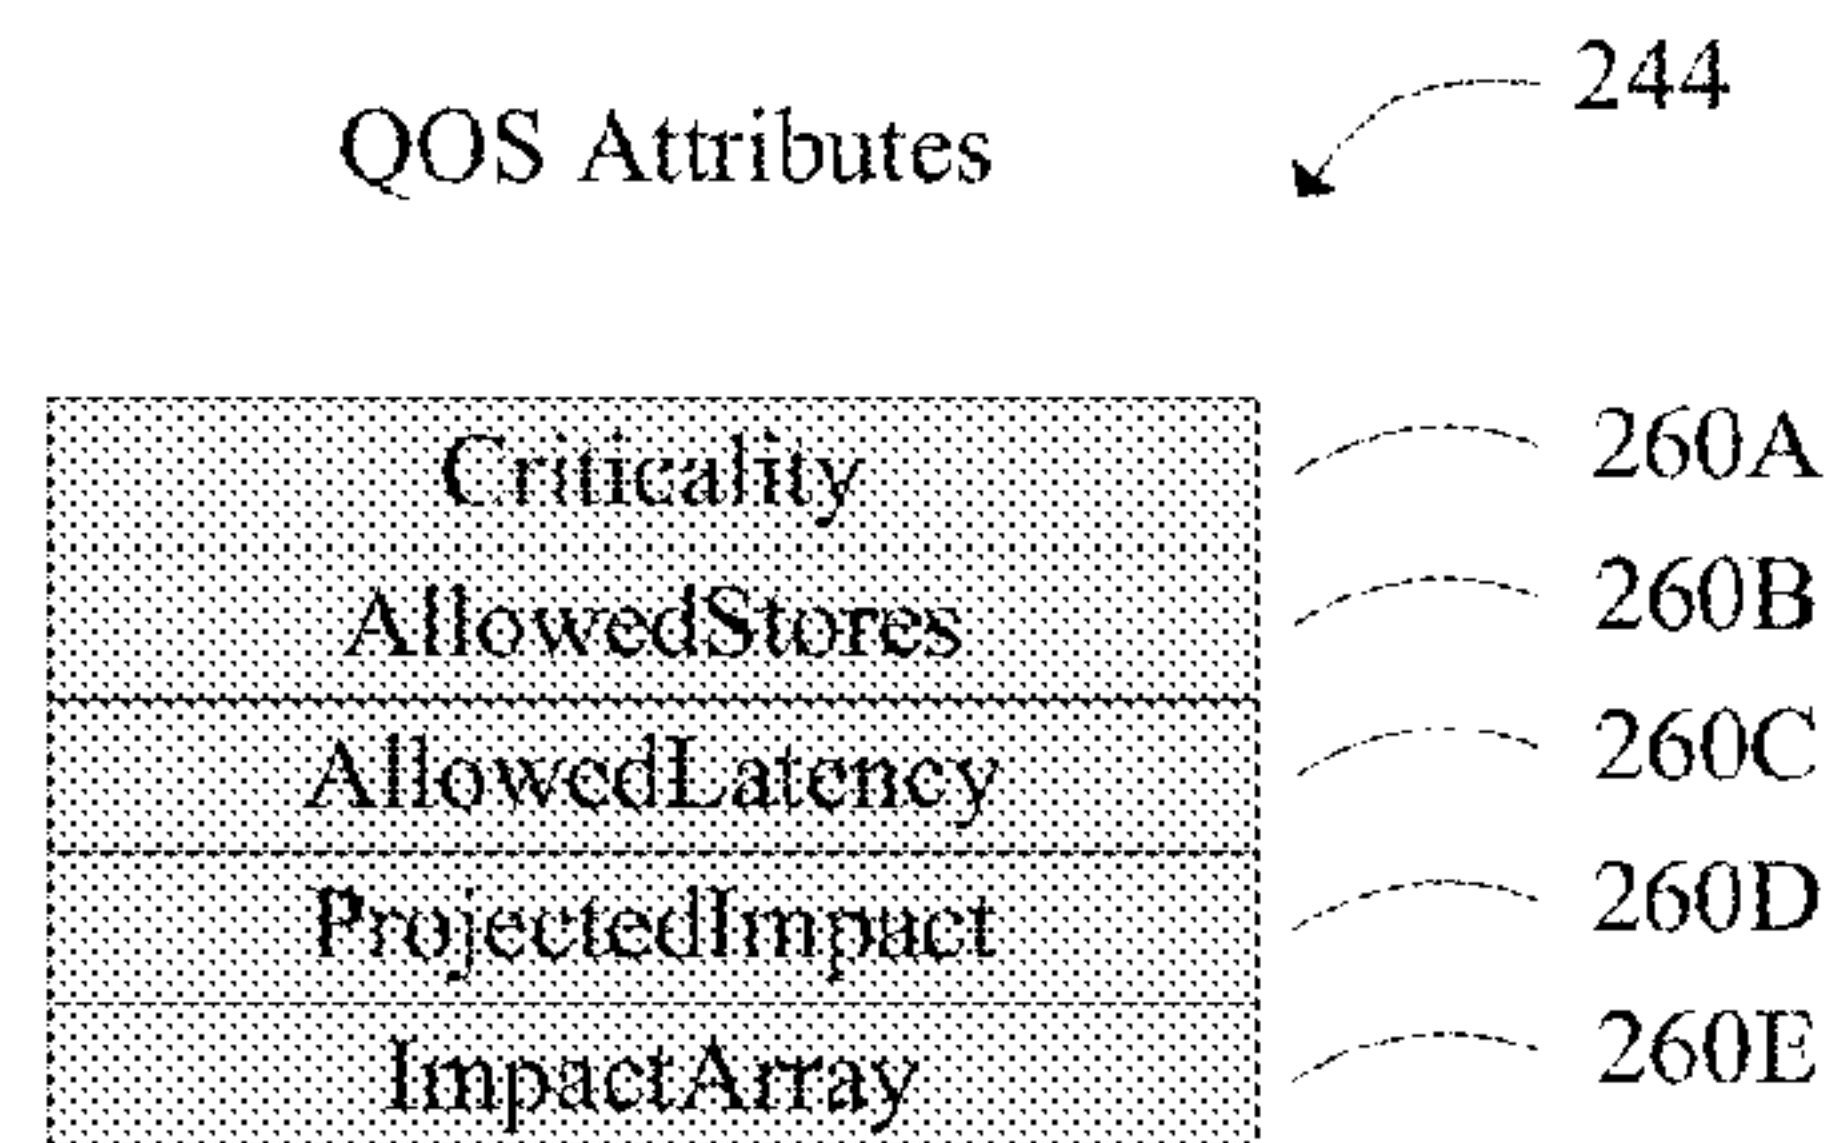 244
QOS Attributes
Criticality 260A
AllowedStores 260B
AllowedLatency 260C
ProjectedImpact 260D
ImpactArray 260E